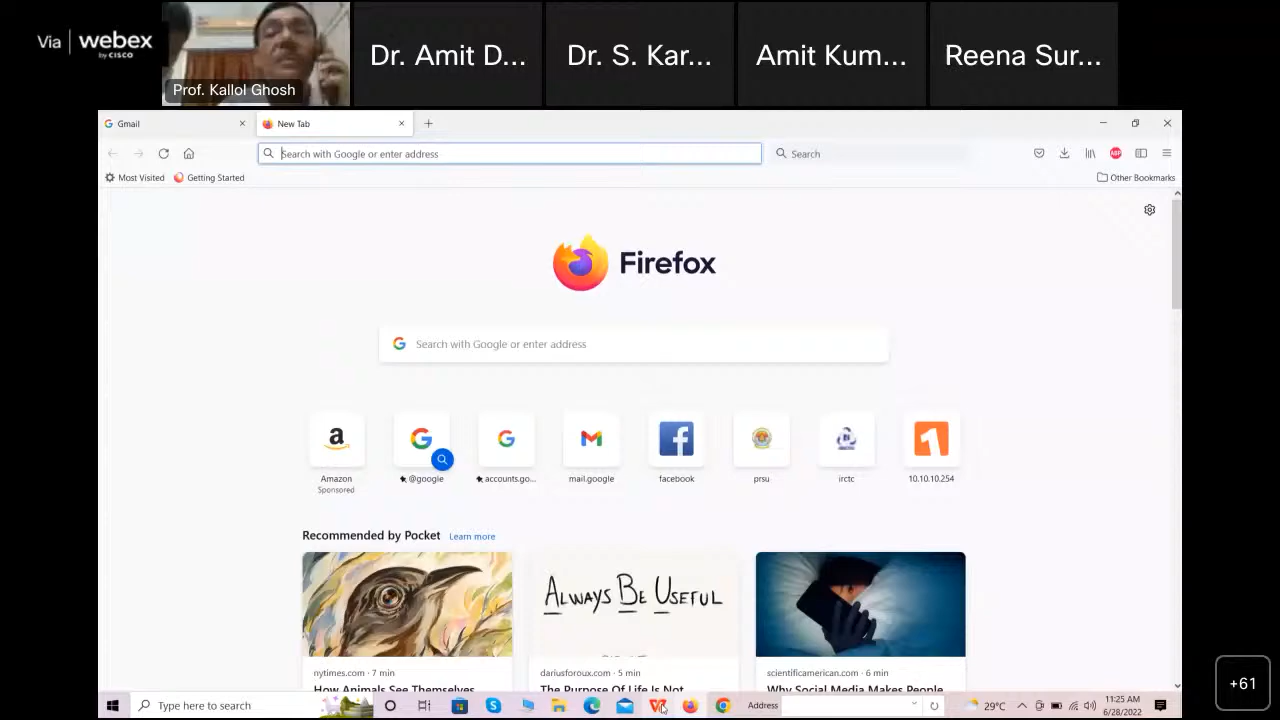 Via | webex
by CISCO
Prof. Kallol Ghosh
Dr. Amit D...
Dr. S. Kar...
Amit Kum...
Reena Sur...
Gmail
New Tab
Search with Google or enter address
Search
ABP
Most Visited
Getting Started
Other Bookmarks
Firefox
Search with Google or enter address
Amazon
Sponsored
@google
accounts.go...
mail.google
facebook
prsu
irctc
10.10.10.254
Recommended by Pocket Learn more
ALWAYS BE USEFUL
nytimes.com · 7 min
How Animals See Themselves
dariusforoux.com · 5 min
The Purpose Of Life Is Not
scientificamerican.com · 6 min
Why Social Media Makes People
Type here to search
Address
29°C
11:25 AM
6/28/2022
+61